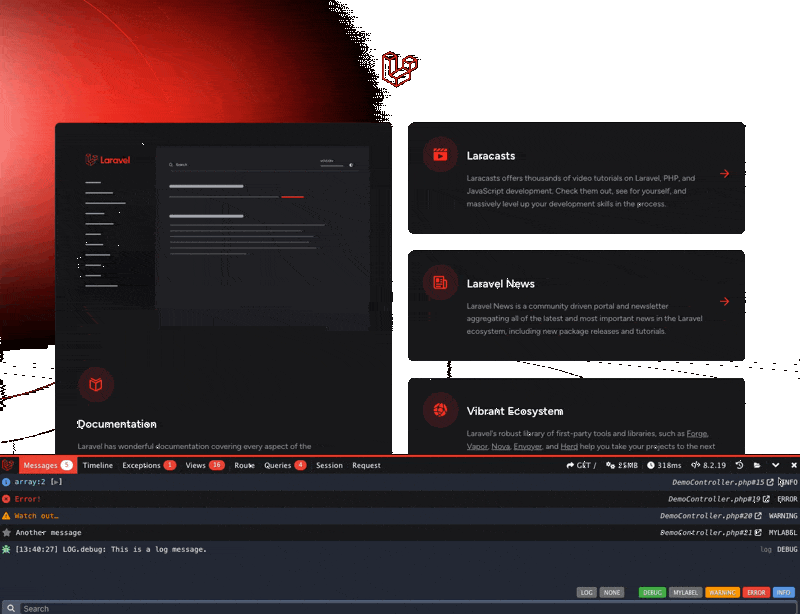 Laravel
Search
Laracasts
Laracasts offers thousands of video tutorials on Laravel, PHP, and
JavaScript development. Check them out, see for yourself, and
massively level up your development skills in the process.
Laravel News
Laravel News is a community driven portal and newsletter
aggregating all of the latest and most important news in the Laravel
ecosystem, including new package releases and tutorials.
Documentation
Laravel has wonderful documentation covering every aspect of the
Vibrant Ecosystem
Laravel's robust library of first-party tools and libraries, such as Forge,
Vapor, Nova, Envoyer, and Herd help you take your projects to the next
Messages 5 Timeline Exceptions 1 Views 16 Route Queries 4 Session Request GET / 25MB 318ms 8.2.19
array:2 [▶] DemoController.php#15 INFO
Error! DemoController.php#19 ERROR
Watch out… DemoController.php#20 WARNING
Another message DemoController.php#21 MYLABEL
[13:40:27] LOG.debug: This is a log message. log DEBUG
LOG NONE DEBUG MYLABEL WARNING ERROR INFO
Search